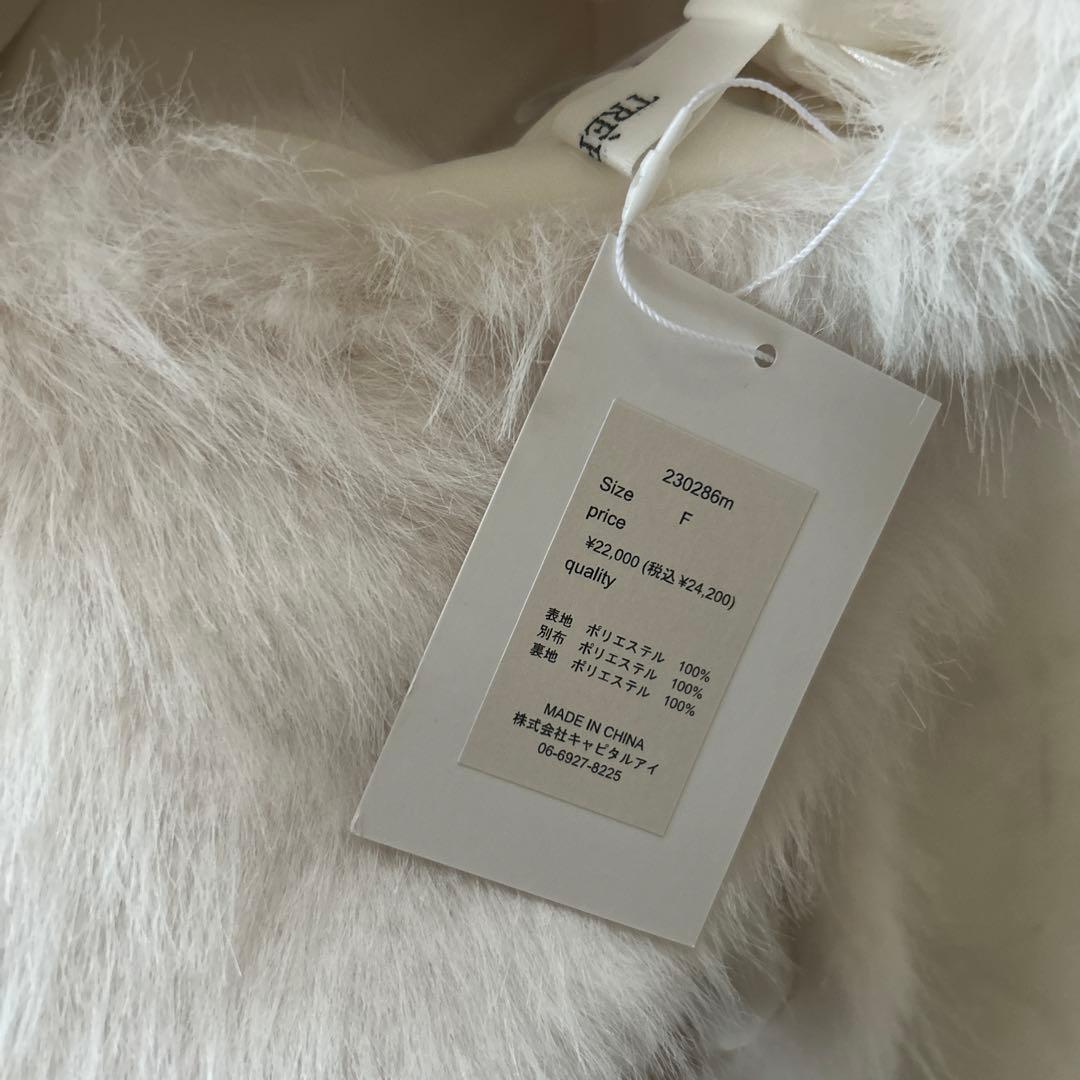 TRÈ
230286m
Size F
price
¥22,000 (税込 ¥24,200)
quality
表地 ポリエステル 100%
別布 ポリエステル 100%
裏地 ポリエステル 100%
MADE IN CHINA
株式会社キャピタルアイ
06-6927-8225